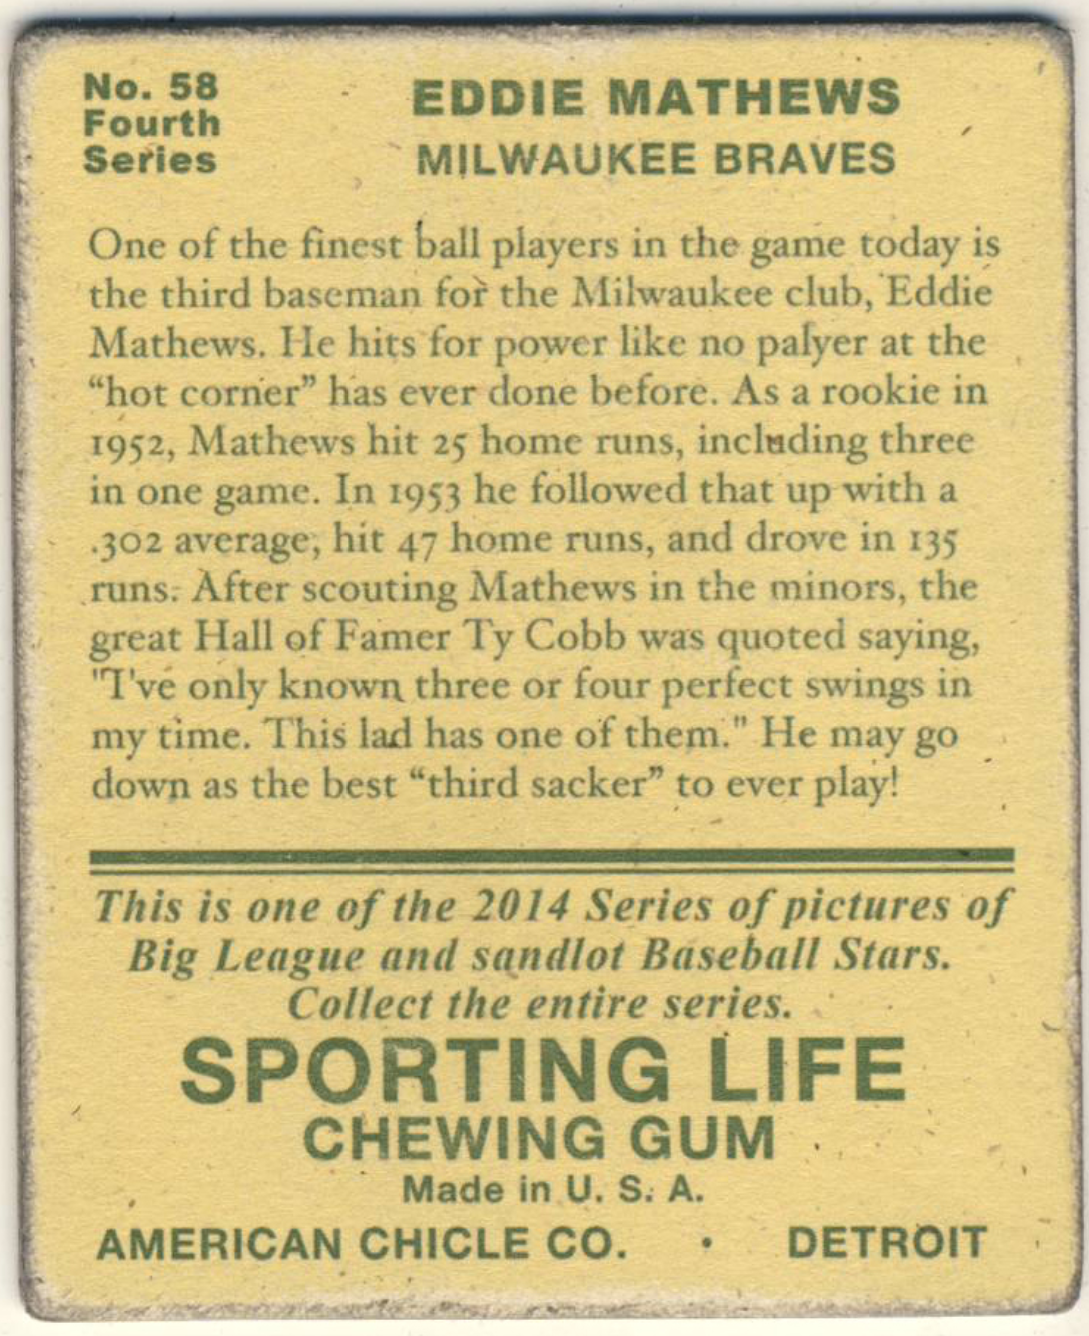 No. 58
Fourth
Series
EDDIE MATHEWS
MILWAUKEE BRAVES
One of the finest ball players in the game today is
the third baseman for the Milwaukee club, Eddie
Mathews. He hits for power like no palyer at the
“hot corner” has ever done before. As a rookie in
1952, Mathews hit 25 home runs, including three
in one game. In 1953 he followed that up with a
.302 average, hit 47 home runs, and drove in 135
runs. After scouting Mathews in the minors, the
great Hall of Famer Ty Cobb was quoted saying,
"I've only known three or four perfect swings in
my time. This lad has one of them." He may go
down as the best “third sacker” to ever play!
This is one of the 2014 Series of pictures of
Big League and sandlot Baseball Stars.
Collect the entire series.
SPORTING LIFE
CHEWING GUM
Made in U. S. A.
AMERICAN CHICLE CO. • DETROIT